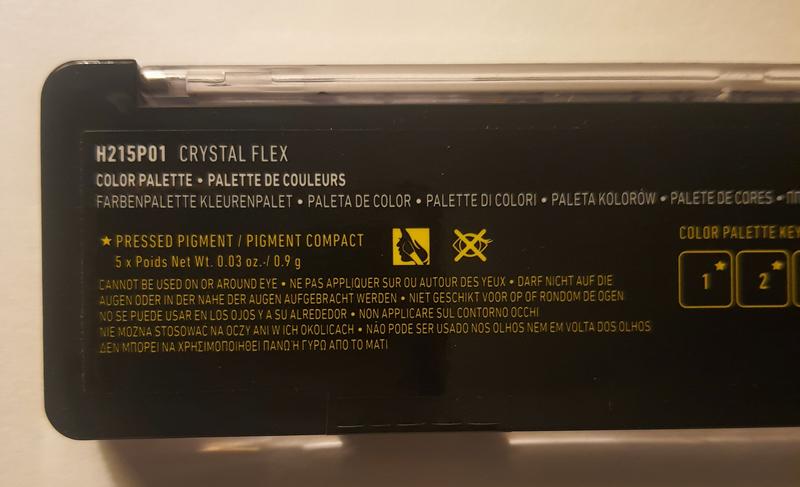 H215P01 CRYSTAL FLEX
COLOR PALETTE • PALETTE DE COULEURS
FARBENPALETTE KLEURENPALET • PALETA DE COLOR • PALETTE DI COLORI • PALETA KOLORÓW • PALETE DE CORES •
★ PRESSED PIGMENT / PIGMENT COMPACT
5 x Poids Net Wt. 0.03 oz./ 0.9 g
CANNOT BE USED ON OR AROUND EYE • NE PAS APPLIQUER SUR OU AUTOUR DES YEUX • DARF NICHT AUF DIE
AUGEN ODER IN DER NAHE DER AUGEN AUFGEBRACHT WERDEN • NIET GESCHIKT VOOR OP OF RONDOM DE OGEN
NO SE PUEDE USAR EN LOS OJOS Y A SU ALREDEDOR • NON APPLICARE SUL CONTORNO OCCHI
NIE MOŻNA STOSOWAĆ NA OCZY ANI W ICH OKOLICACH • NÃO PODE SER USADO NOS OLHOS NEM EM VOLTA DOS OLHOS
ΔΕΝ ΜΠΟΡΕΙ ΝΑ ΧΡΗΣΙΜΟΠΟΙΗΘΕΙ ΠΑΝΩ Ή ΓΥΡΩ ΑΠΟ ΤΟ ΜΑΤΙ
COLOR PALETTE KEY
1★ 2★